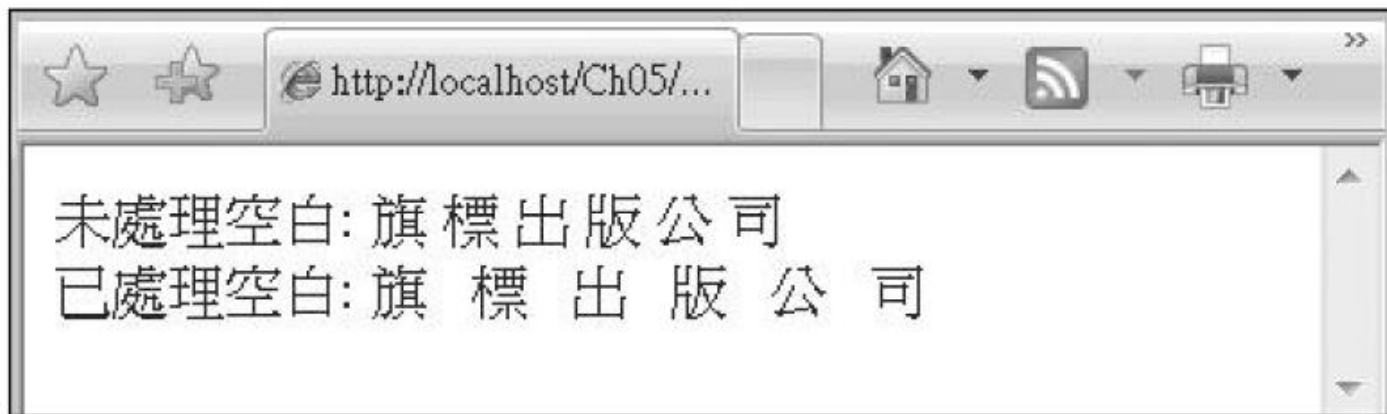 http://localhost/Ch05/...
»
未處理空白: 旗 標 出 版 公 司
已處理空白: 旗   標   出   版   公   司